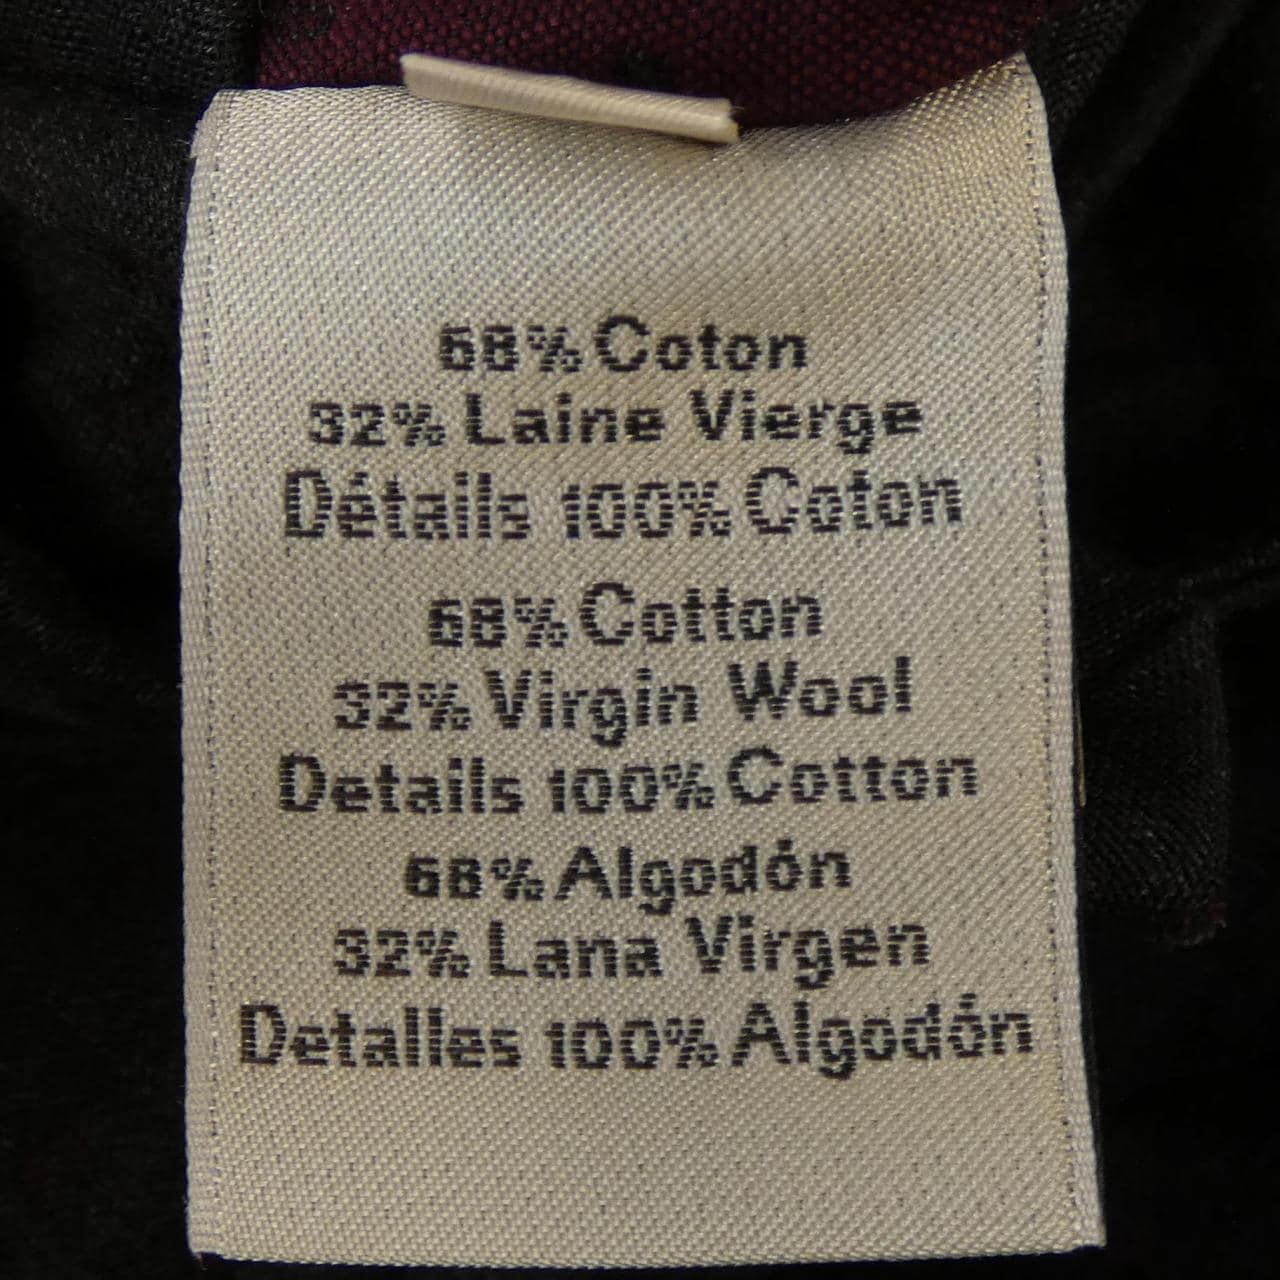 68% Coton
32% Laine Vierge
Détails 100% Coton
68% Cotton
32% Virgin Wool
Details 100% Cotton
68% Algodón
32% Lana Virgen
Detalles 100% Algodón